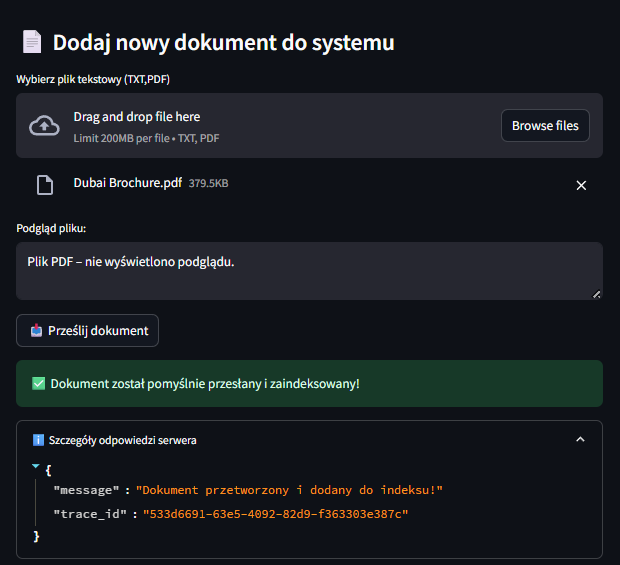 Dodaj nowy dokument do systemu
Wybierz plik tekstowy (TXT,PDF)
Drag and drop file here
Limit 200MB per file • TXT, PDF
Browse files
Dubai Brochure.pdf 379.5KB
Podgląd pliku:
Plik PDF – nie wyświetlono podglądu.
Prześlij dokument
Dokument został pomyślnie przesłany i zaindeksowany!
Szczegóły odpowiedzi serwera
{
"message" : "Dokument przetworzony i dodany do indeksu!"
"trace_id" : "533d6691-63e5-4092-82d9-f363303e387c"
}